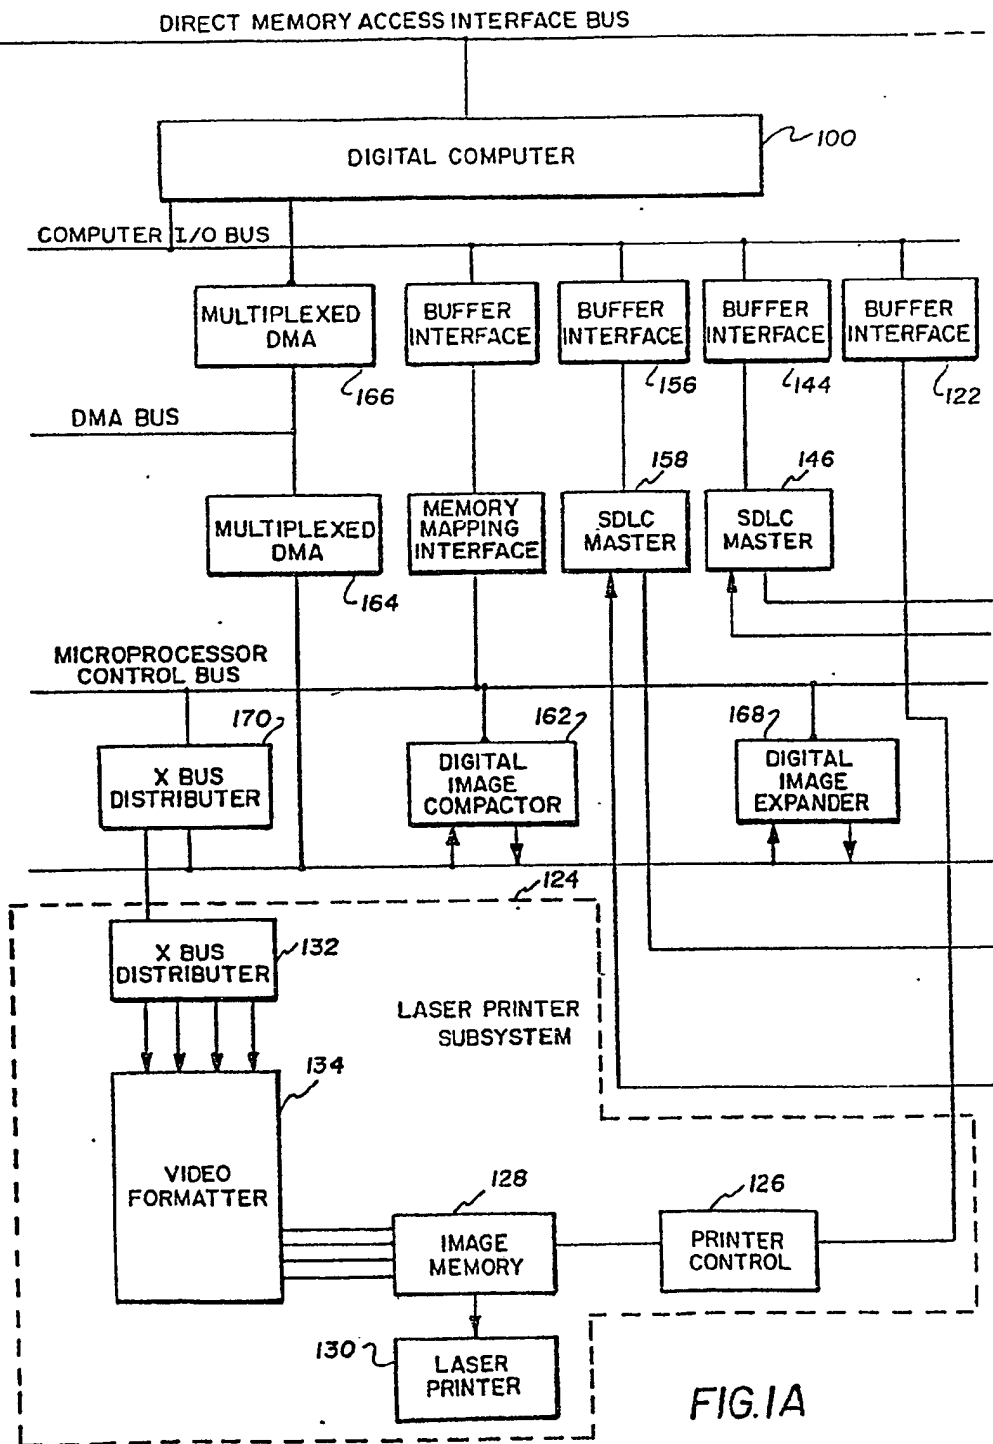 DIRECT MEMORY ACCESS INTERFACE BUS
100
DIGITAL COMPUTER
COMPUTER I/O BUS
MULTIPLEXED
DMA
166
BUFFER
INTERFACE
BUFFER
INTERFACE
156
BUFFER
INTERFACE
144
BUFFER
INTERFACE
122
DMA BUS
MULTIPLEXED
DMA
164
MEMORY
MAPPING
INTERFACE
158
SDLC
MASTER
146
SDLC
MASTER
MICROPROCESSOR
CONTROL BUS
170
X BUS
DISTRIBUTER
162
DIGITAL
IMAGE
COMPACTOR
168
DIGITAL
IMAGE
EXPANDER
124
X BUS
DISTRIBUTER
132
LASER PRINTER
SUBSYSTEM
134
VIDEO
FORMATTER
128
IMAGE
MEMORY
126
PRINTER
CONTROL
130
LASER
PRINTER
FIG.1A